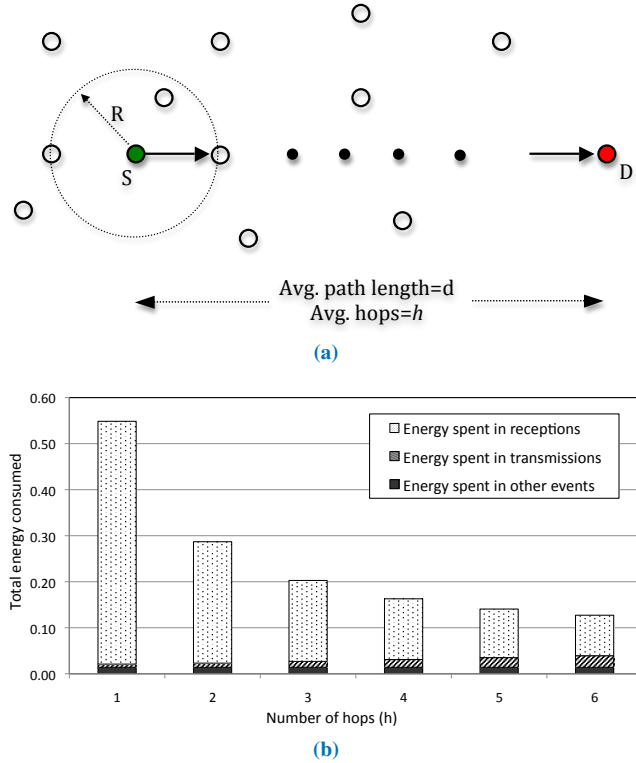 R
S
D
Avg. path length=d
Avg. hops=h
(a)
0.60
0.50
0.40
0.30
0.20
0.10
0.00
Total energy consumed
Energy spent in receptions
Energy spent in transmissions
Energy spent in other events
1 2 3 4 5 6
Number of hops (h)
(b)